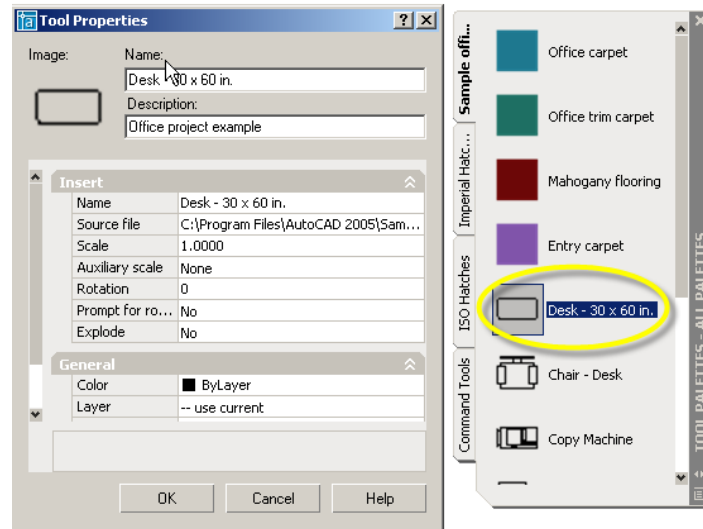 Tool Properties
Image:
Name:
Desk - 30 x 60 in.
Description:
Office project example
Insert
Name Desk - 30 x 60 in.
Source file C:\Program Files\AutoCAD 2005\Sam...
Scale 1.0000
Auxiliary scale None
Rotation 0
Prompt for ro... No
Explode No
General
Color ByLayer
Layer -- use current
OK Cancel Help
Sample offi...
Imperial Hatc...
ISO Hatches
Command Tools
Office carpet
Office trim carpet
Mahogany flooring
Entry carpet
Desk - 30 x 60 in.
Chair - Desk
Copy Machine
TOOL PALETTES - ALL PALETTES